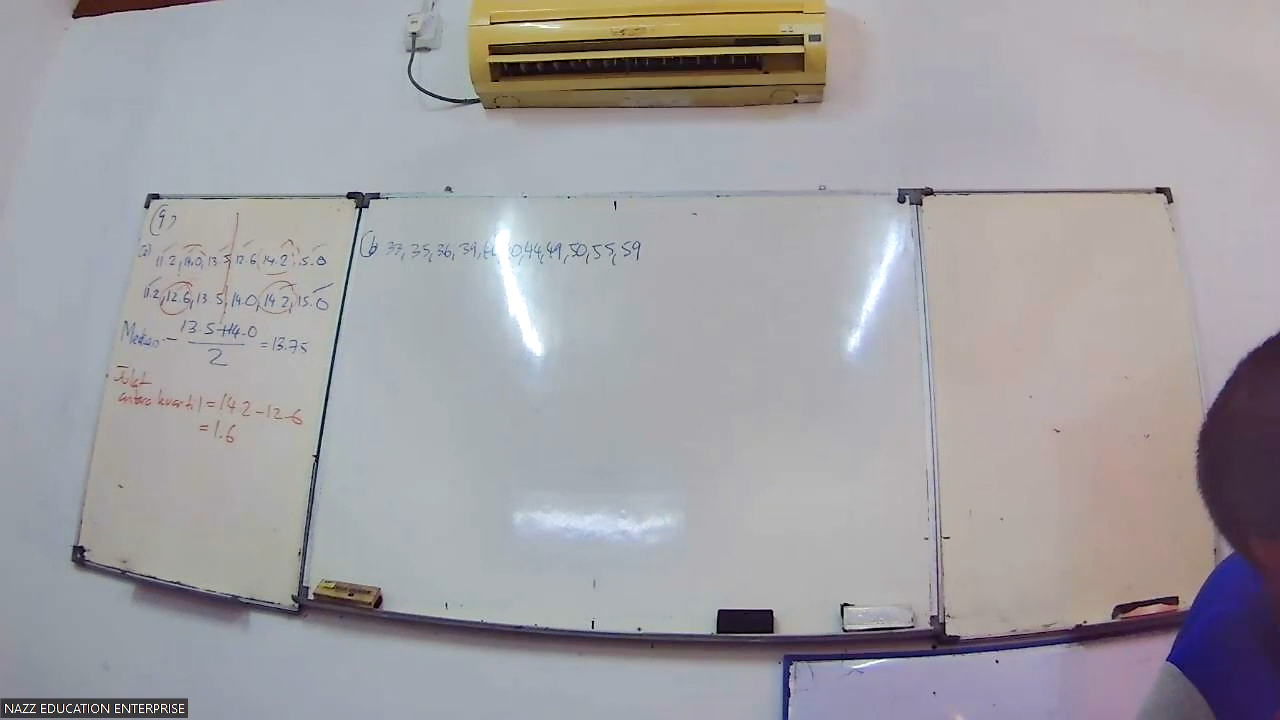 9)
(a) 11.2, 14.0, 13.5, 12.6, 14.2, 15.0
11.2, 12.6, 13.5, 14.0, 14.2, 15.0
Median = 13.5+14.0 / 2 = 13.75
Julat
antara kuartil = 14.2 - 12.6
= 1.6
(b) 33, 35, 36, 39, 44, 49, 50, 55, 59
NAZZ EDUCATION ENTERPRISE